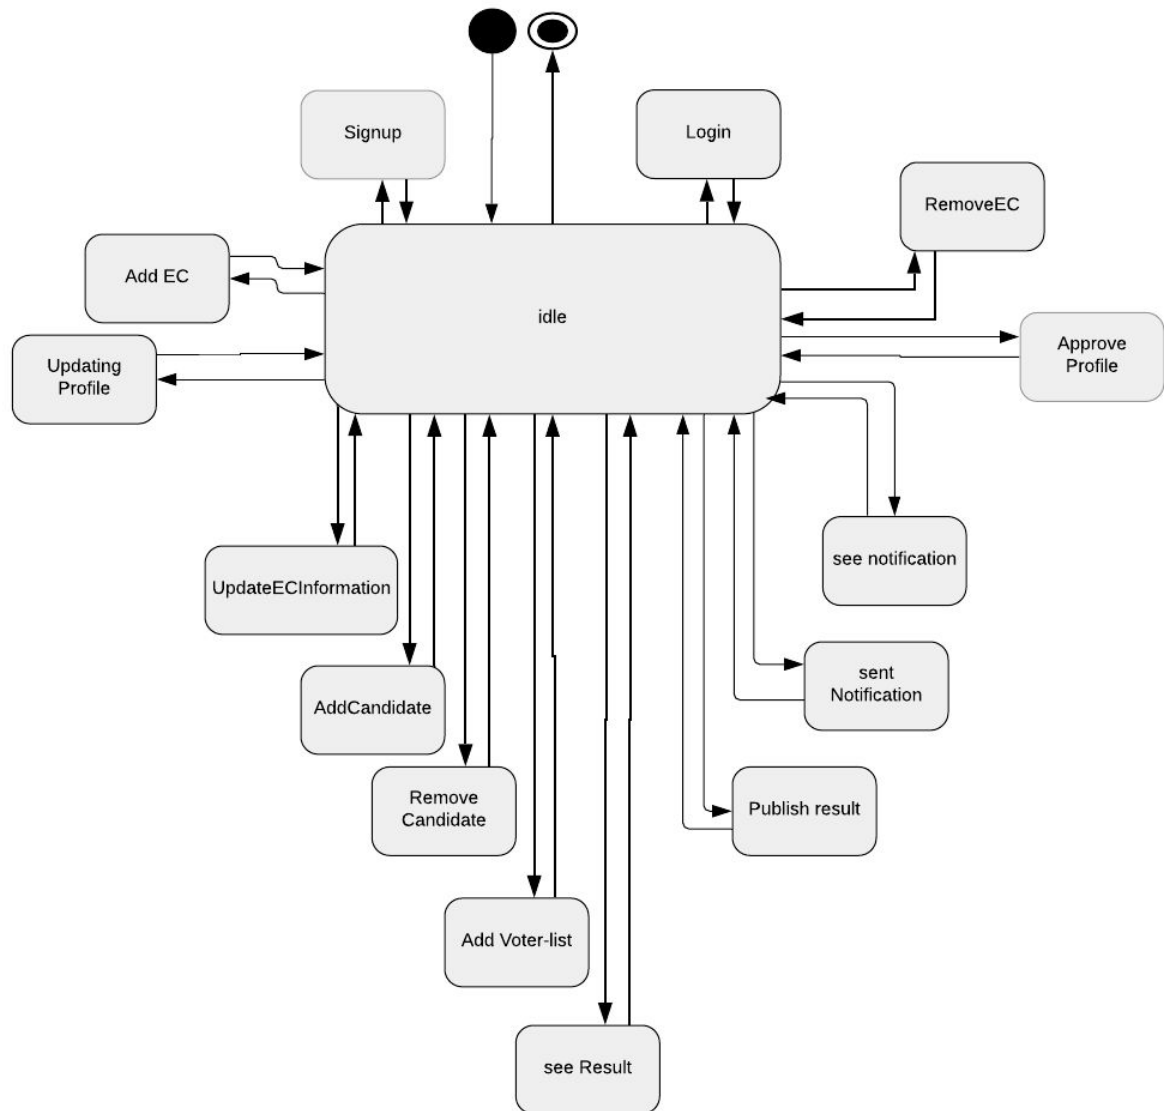 Signup
Login
RemoveEC
Add EC
idle
Approve
Profile
Updating
Profile
see notification
UpdateECInformation
sent
Notification
AddCandidate
Remove
Candidate
Publish result
Add Voter-list
see Result